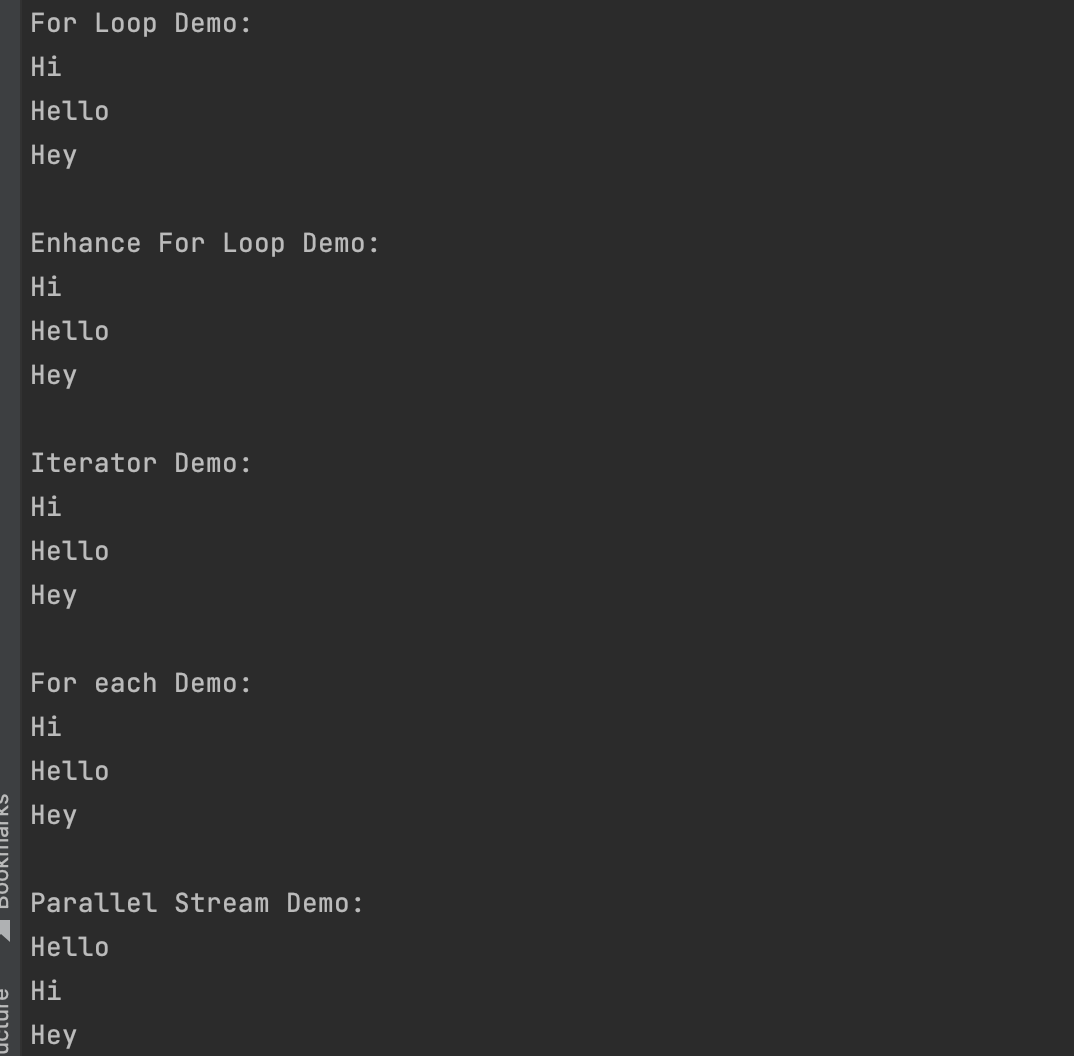 For Loop Demo:
Hi
Hello
Hey
Enhance For Loop Demo:
Hi
Hello
Hey
Iterator Demo:
Hi
Hello
Hey
For each Demo:
Hi
Hello
Hey
Parallel Stream Demo:
Hello
Hi
Hey
Bookmarks